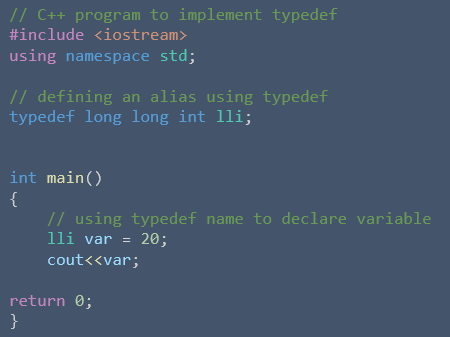 // C++ program to implement typedef
#include <iostream>
using namespace std;
// defining an alias using typedef
typedef long long int lli;
int main()
{
// using typedef name to declare variable
lli var = 20;
cout<<var;
return 0;
}